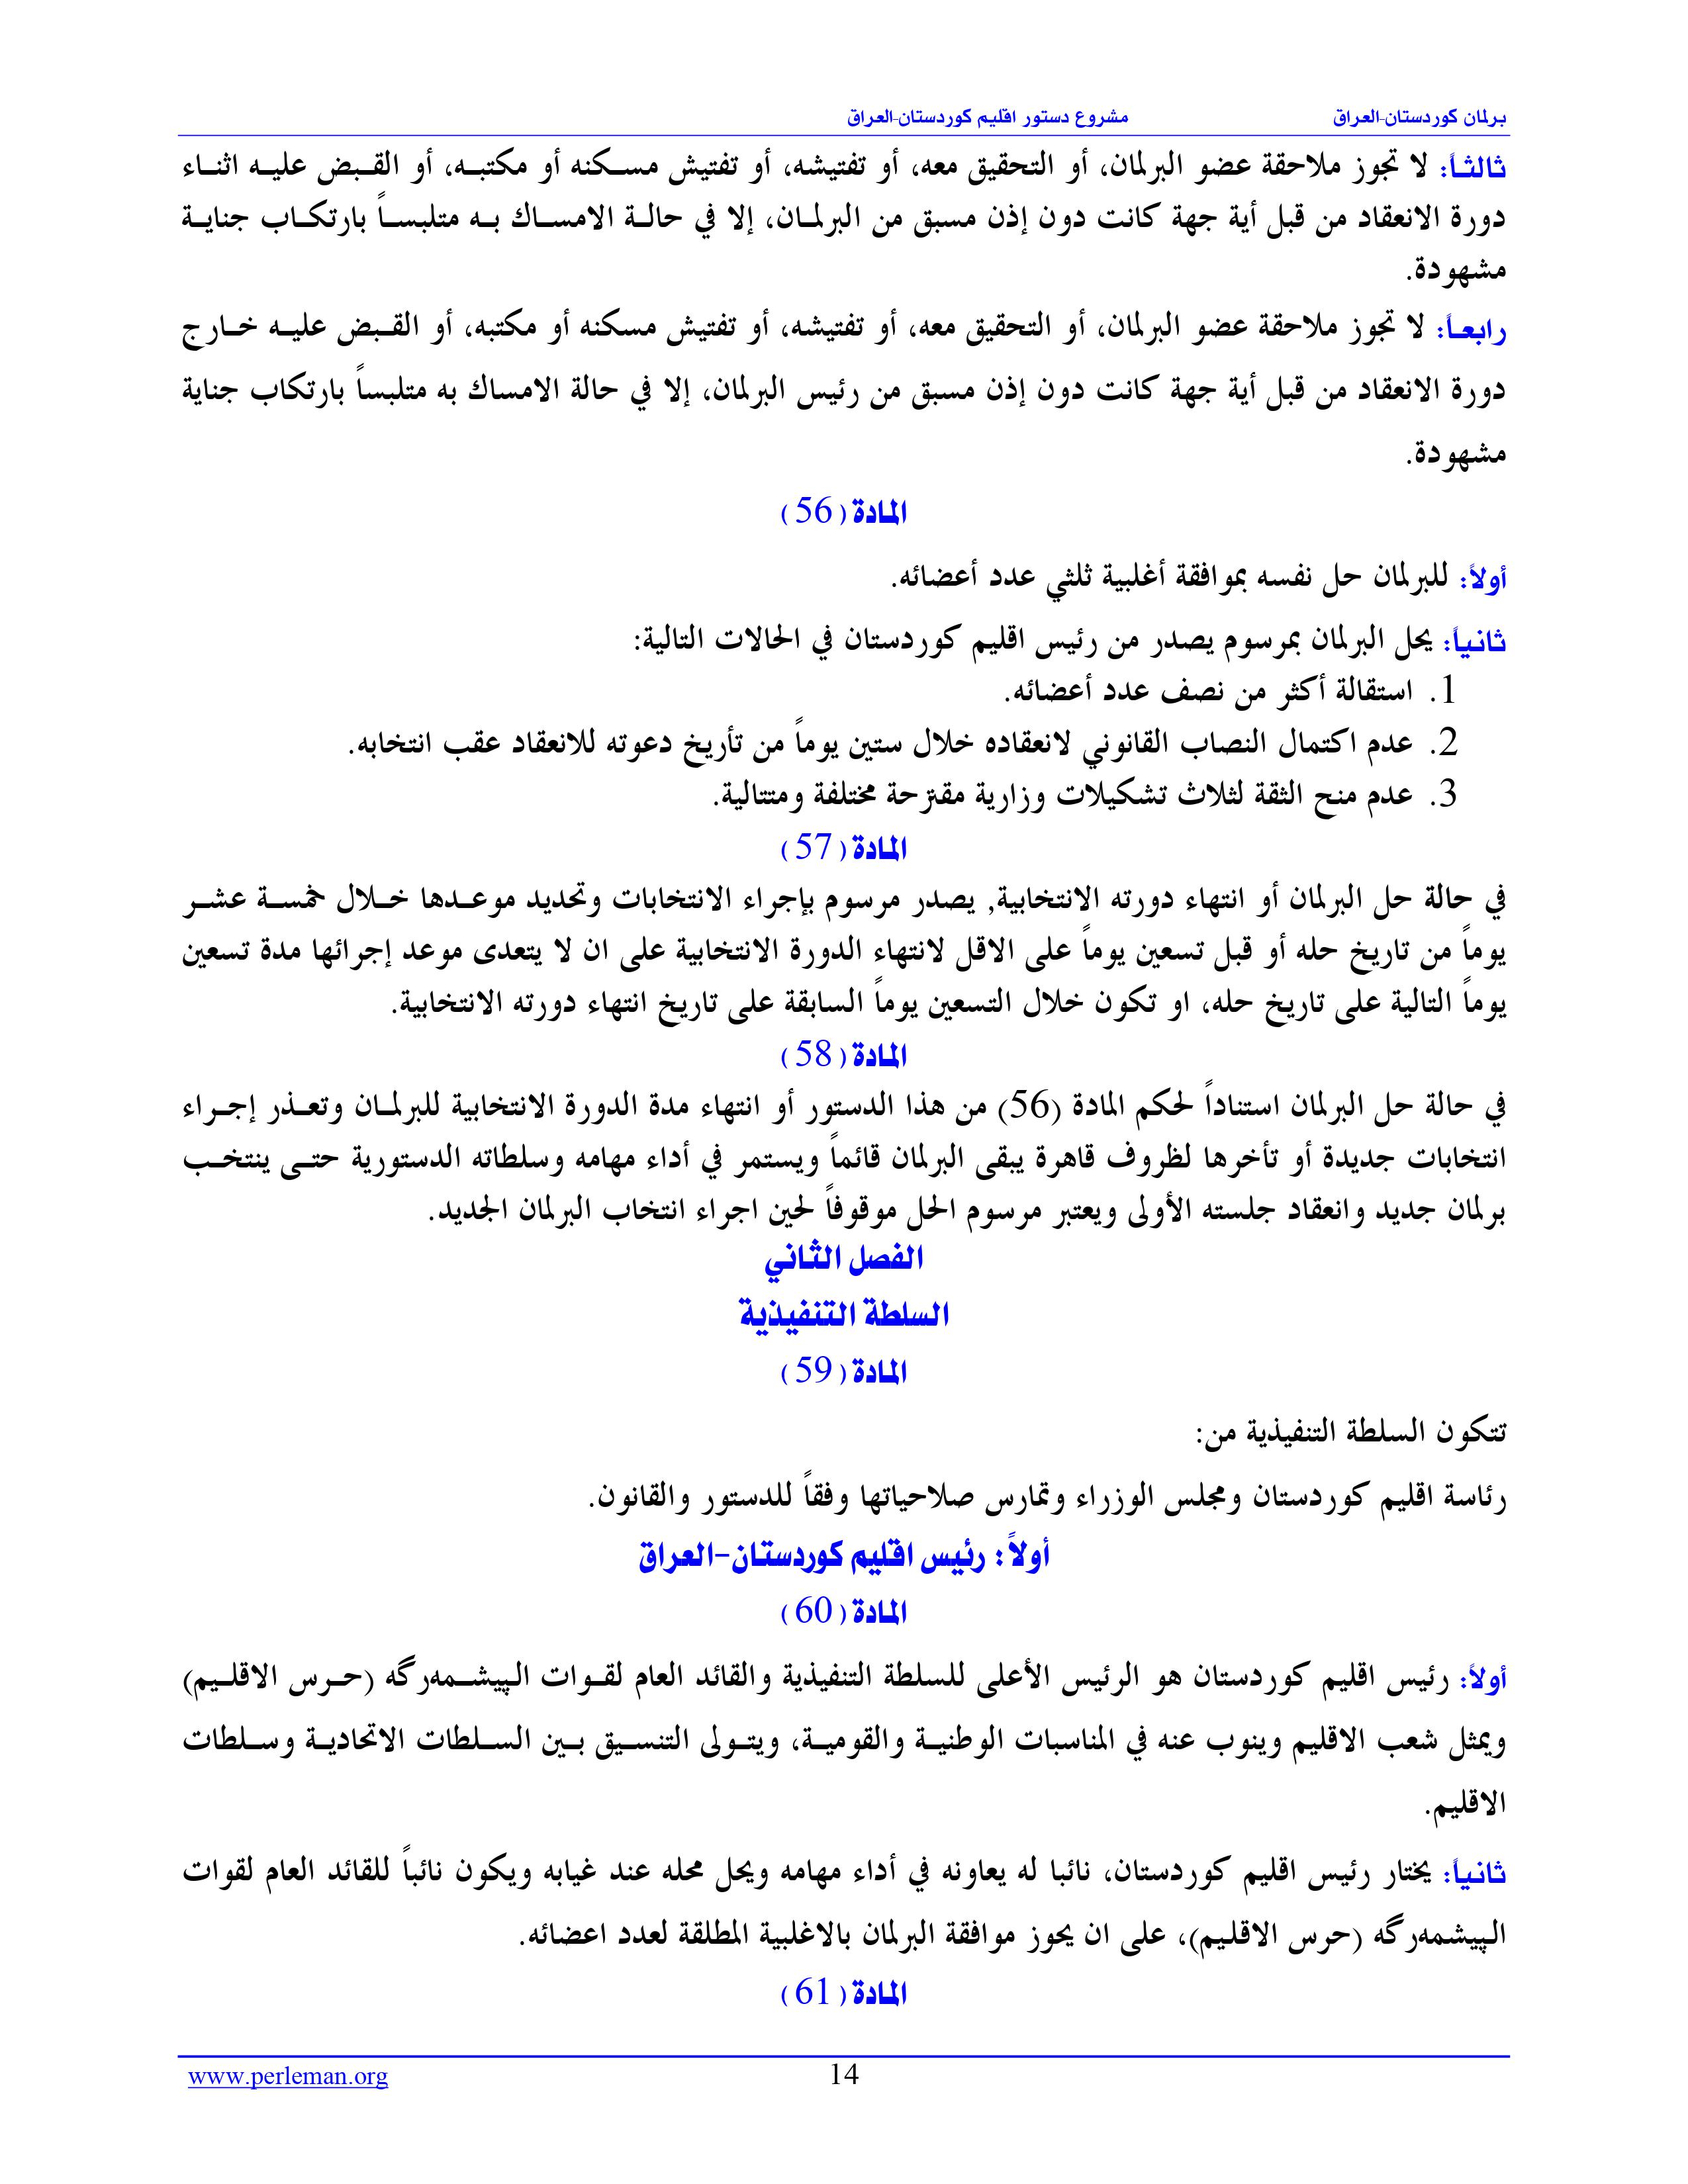 برلمان كوردستان-العراق مشروع دستور اقليم كوردستان-العراق
ثالثاً: لا تجوز ملاحقة عضو البرلمان، أو التحقيق معه، أو تفتيشه، أو تفتيش مسكنه أو مكتبه، أو القبض عليه اثناء
دورة الانعقاد من قبل أية جهة كانت دون إذن مسبق من البرلمان، إلا في حالة الامساك به متلبساً بارتكاب جناية
مشهودة.
رابعاً: لا تجوز ملاحقة عضو البرلمان، أو التحقيق معه، أو تفتيشه، أو تفتيش مسكنه أو مكتبه، أو القبض عليه خارج
دورة الانعقاد من قبل أية جهة كانت دون إذن مسبق من رئيس البرلمان، إلا في حالة الامساك به متلبساً بارتكاب جناية
مشهودة.
المادة (56)
أولاً: للبرلمان حل نفسه بموافقة أغلبية ثلثي عدد أعضائه.
ثانياً: يحل البرلمان بمرسوم يصدر من رئيس اقليم كوردستان في الحالات التالية:
1. استقالة أكثر من نصف عدد أعضائه.
2. عدم اكتمال النصاب القانوني لانعقاده خلال ستين يوماً من تأريخ دعوته للانعقاد عقب انتخابه.
3. عدم منح الثقة لثلاث تشكيلات وزارية مقترحة مختلفة ومتتالية.
المادة (57)
في حالة حل البرلمان أو انتهاء دورته الانتخابية, يصدر مرسوم بإجراء الانتخابات وتحديد موعدها خلال خمسة عشر
يوماً من تاريخ حله أو قبل تسعين يوماً على الاقل لانتهاء الدورة الانتخابية على ان لا يتعدى موعد إجرائها مدة تسعين
يوماً التالية على تاريخ حله، او تكون خلال التسعين يوماً السابقة على تاريخ انتهاء دورته الانتخابية.
المادة (58)
في حالة حل البرلمان استناداً لحكم المادة (56) من هذا الدستور أو انتهاء مدة الدورة الانتخابية للبرلمان وتعذر إجراء
انتخابات جديدة أو تأخرها لظروف قاهرة يبقى البرلمان قائماً ويستمر في أداء مهامه وسلطاته الدستورية حتى ينتخب
برلمان جديد وانعقاد جلسته الأولى ويعتبر مرسوم الحل موقوفاً لحين اجراء انتخاب البرلمان الجديد.
الفصل الثاني
السلطة التنفيذية
المادة (59)
تتكون السلطة التنفيذية من:
رئاسة اقليم كوردستان ومجلس الوزراء وتمارس صلاحياتها وفقاً للدستور والقانون.
أولاً: رئيس اقليم كوردستان-العراق
المادة (60)
أولاً: رئيس اقليم كوردستان هو الرئيس الأعلى للسلطة التنفيذية والقائد العام لقوات الپيشمەرگه (حرس الاقليم)
ويمثل شعب الاقليم وينوب عنه في المناسبات الوطنية والقومية، ويتولى التنسيق بين السلطات الاتحادية وسلطات
الاقليم.
ثانياً: يختار رئيس اقليم كوردستان، نائبا له يعاونه في أداء مهامه ويحل محله عند غيابه ويكون نائباً للقائد العام لقوات
الپيشمەرگه (حرس الاقليم)، على ان يحوز موافقة البرلمان بالاغلبية المطلقة لعدد اعضائه.
المادة (61)
www.perleman.org 14